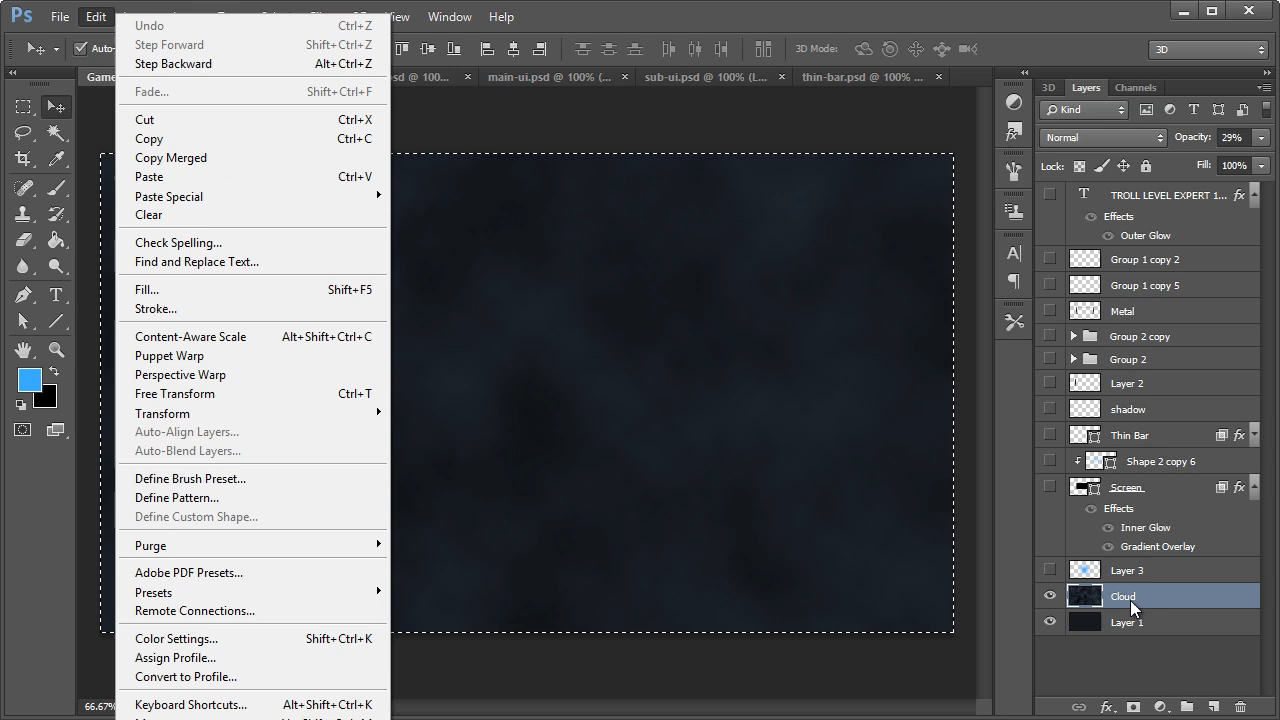 Ps File Edit View Window Help
Auto- 3D Mode: 3D
Game sd @ 100... × main-ui.psd @ 100% (... × sub-ui.psd @ 100% (L... × thin-bar.psd @ 100% ... ×
Undo Ctrl+Z
Step Forward Shift+Ctrl+Z
Step Backward Alt+Ctrl+Z
Fade... Shift+Ctrl+F
Cut Ctrl+X
Copy Ctrl+C
Copy Merged
Paste Ctrl+V
Paste Special
Clear
Check Spelling...
Find and Replace Text...
Fill... Shift+F5
Stroke...
Content-Aware Scale Alt+Shift+Ctrl+C
Puppet Warp
Perspective Warp
Free Transform Ctrl+T
Transform
Auto-Align Layers...
Auto-Blend Layers...
Define Brush Preset...
Define Pattern...
Define Custom Shape...
Purge
Adobe PDF Presets...
Presets
Remote Connections...
Color Settings... Shift+Ctrl+K
Assign Profile...
Convert to Profile...
Keyboard Shortcuts... Alt+Shift+Ctrl+K
66.67%
3D Layers Channels
Kind
Normal Opacity: 29%
Lock: Fill: 100%
TROLL LEVEL EXPERT 1... fx
Effects
Outer Glow
Group 1 copy 2
Group 1 copy 5
Metal
Group 2 copy
Group 2
Layer 2
shadow
Thin Bar fx
Shape 2 copy 6
Screen fx
Effects
Inner Glow
Gradient Overlay
Layer 3
Cloud
Layer 1